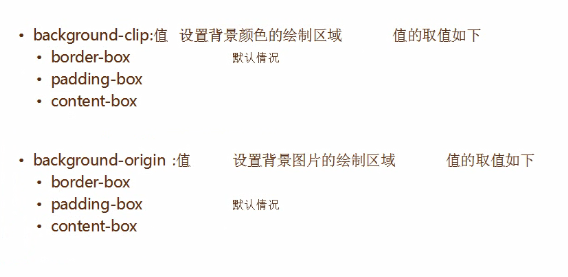 • background-clip:值 设置背景颜色的绘制区域 值的取值如下
• border-box 默认情况
• padding-box
• content-box
• background-origin :值 设置背景图片的绘制区域 值的取值如下
• border-box
• padding-box 默认情况
• content-box